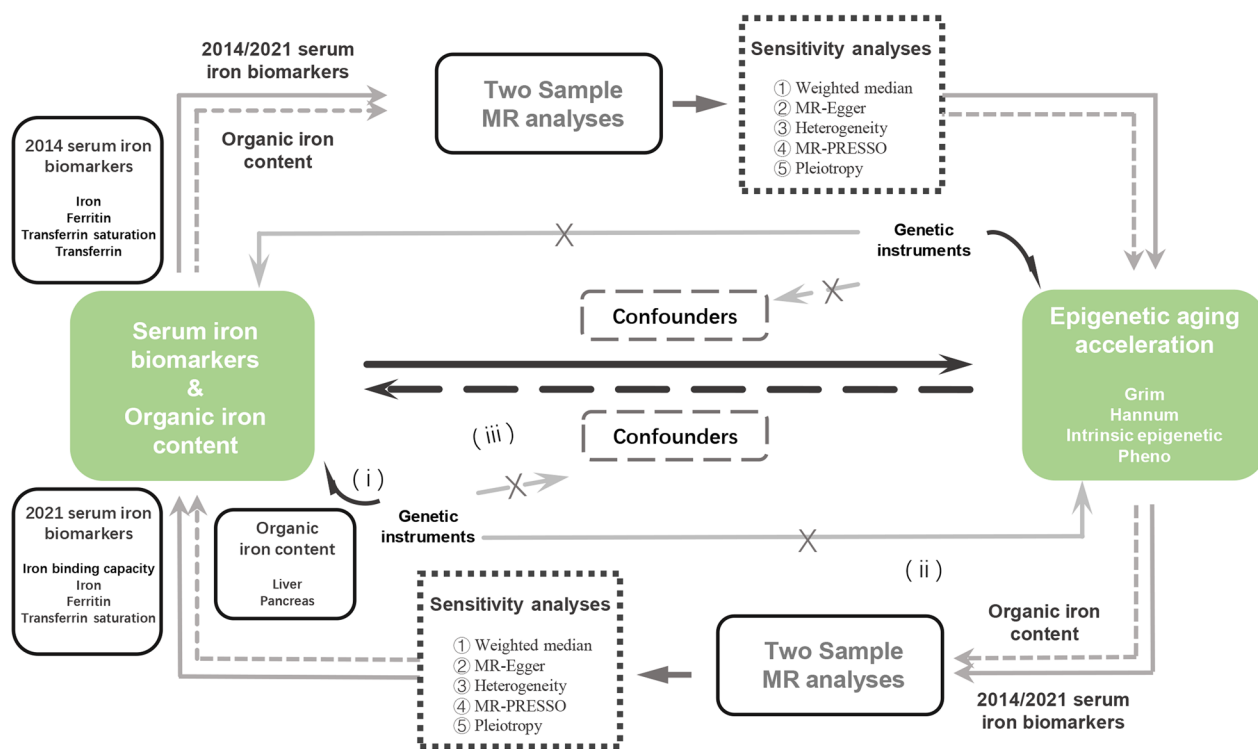 2014/2021 serum
iron biomarkers
Organic iron
content
Two Sample
MR analyses
Sensitivity analyses
① Weighted median
② MR-Egger
③ Heterogeneity
④ MR-PRESSO
⑤ Pleiotropy
2014 serum iron
biomarkers
Iron
Ferritin
Transferrin saturation
Transferrin
Genetic
instruments
Confounders
Serum iron
biomarkers
&
Organic iron
content
Epigenetic aging
acceleration
Grim
Hannum
Intrinsic epigenetic
Pheno
Confounders
(iii)
(i)
Genetic
instruments
(ii)
2021 serum iron
biomarkers
Iron binding capacity
Iron
Ferritin
Transferrin saturation
Organic
iron content
Liver
Pancreas
Sensitivity analyses
① Weighted median
② MR-Egger
③ Heterogeneity
④ MR-PRESSO
⑤ Pleiotropy
Two Sample
MR analyses
Organic iron
content
2014/2021 serum
iron biomarkers